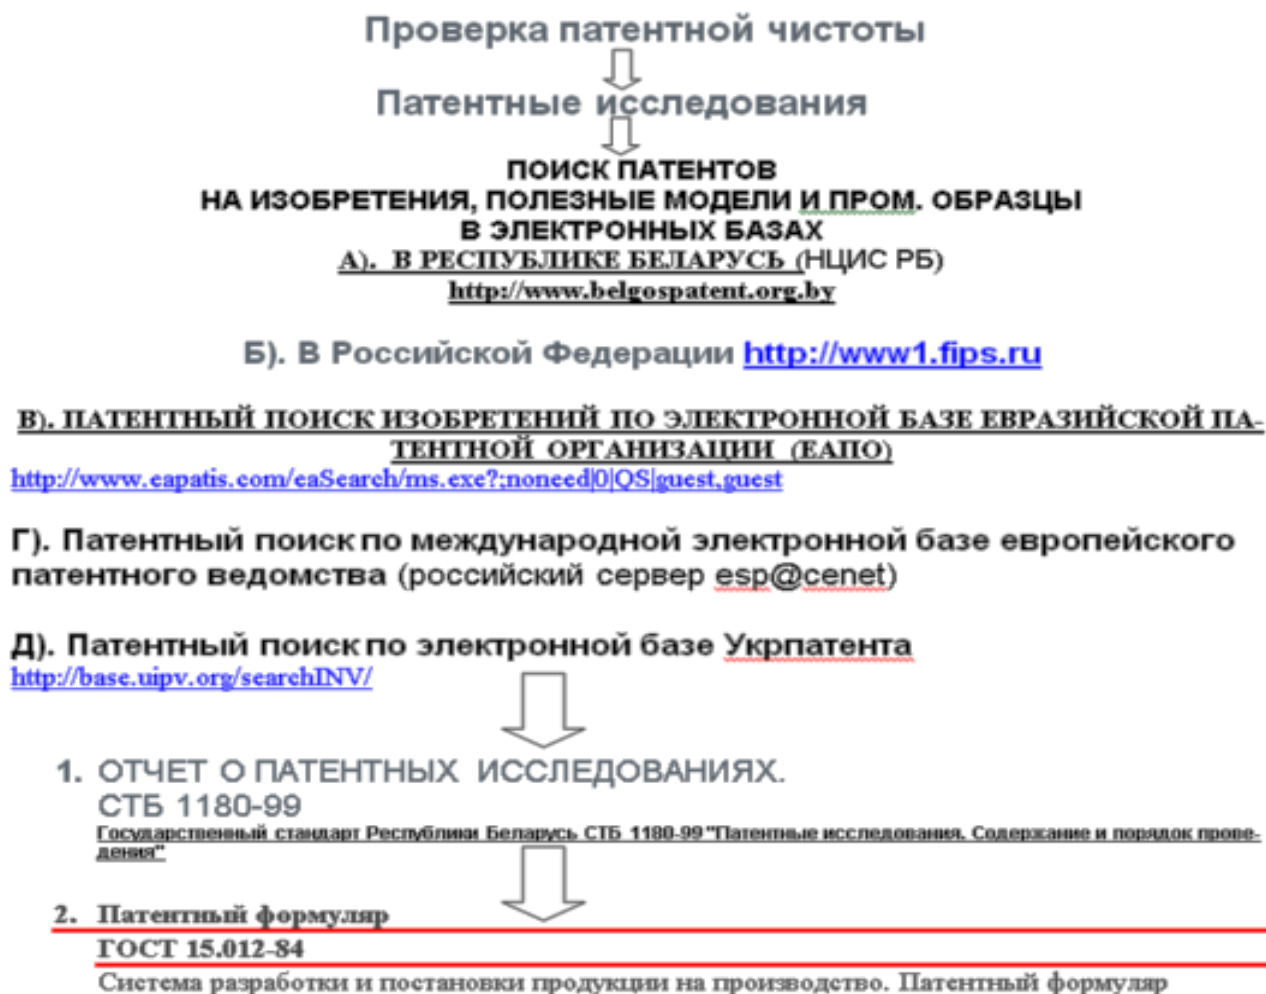 Проверка патентной чистоты
Патентные исследования
ПОИСК ПАТЕНТОВ
НА ИЗОБРЕТЕНИЯ, ПОЛЕЗНЫЕ МОДЕЛИ И ПРОМ. ОБРАЗЦЫ
В ЭЛЕКТРОННЫХ БАЗАХ
А). В РЕСПУБЛИКЕ БЕЛАРУСЬ (НЦИС РБ)
http://www.belgospatent.org.by
Б). В Российской Федерации http://www1.fips.ru
В). ПАТЕНТНЫЙ ПОИСК ИЗОБРЕТЕНИЙ ПО ЭЛЕКТРОННОЙ БАЗЕ ЕВРАЗИЙСКОЙ ПА-
ТЕНТНОЙ ОРГАНИЗАЦИИ (ЕАПО)
http://www.eapatis.com/eaSearch/ms.exe?;noneed|0|QS|guest,guest
Г). Патентный поиск по международной электронной базе европейского
патентного ведомства (российский сервер esp@cenet)
Д). Патентный поиск по электронной базе Укрпатента
http://base.uipv.org/searchINV/
1. ОТЧЕТ О ПАТЕНТНЫХ ИССЛЕДОВАНИЯХ.
СТБ 1180-99
Государственный стандарт Республики Беларусь СТБ 1180-99 "Патентные исследования. Содержание и порядок прове-
дения"
2. Патентный формуляр
ГОСТ 15.012-84
Система разработки и постановки продукции на производство. Патентный формуляр